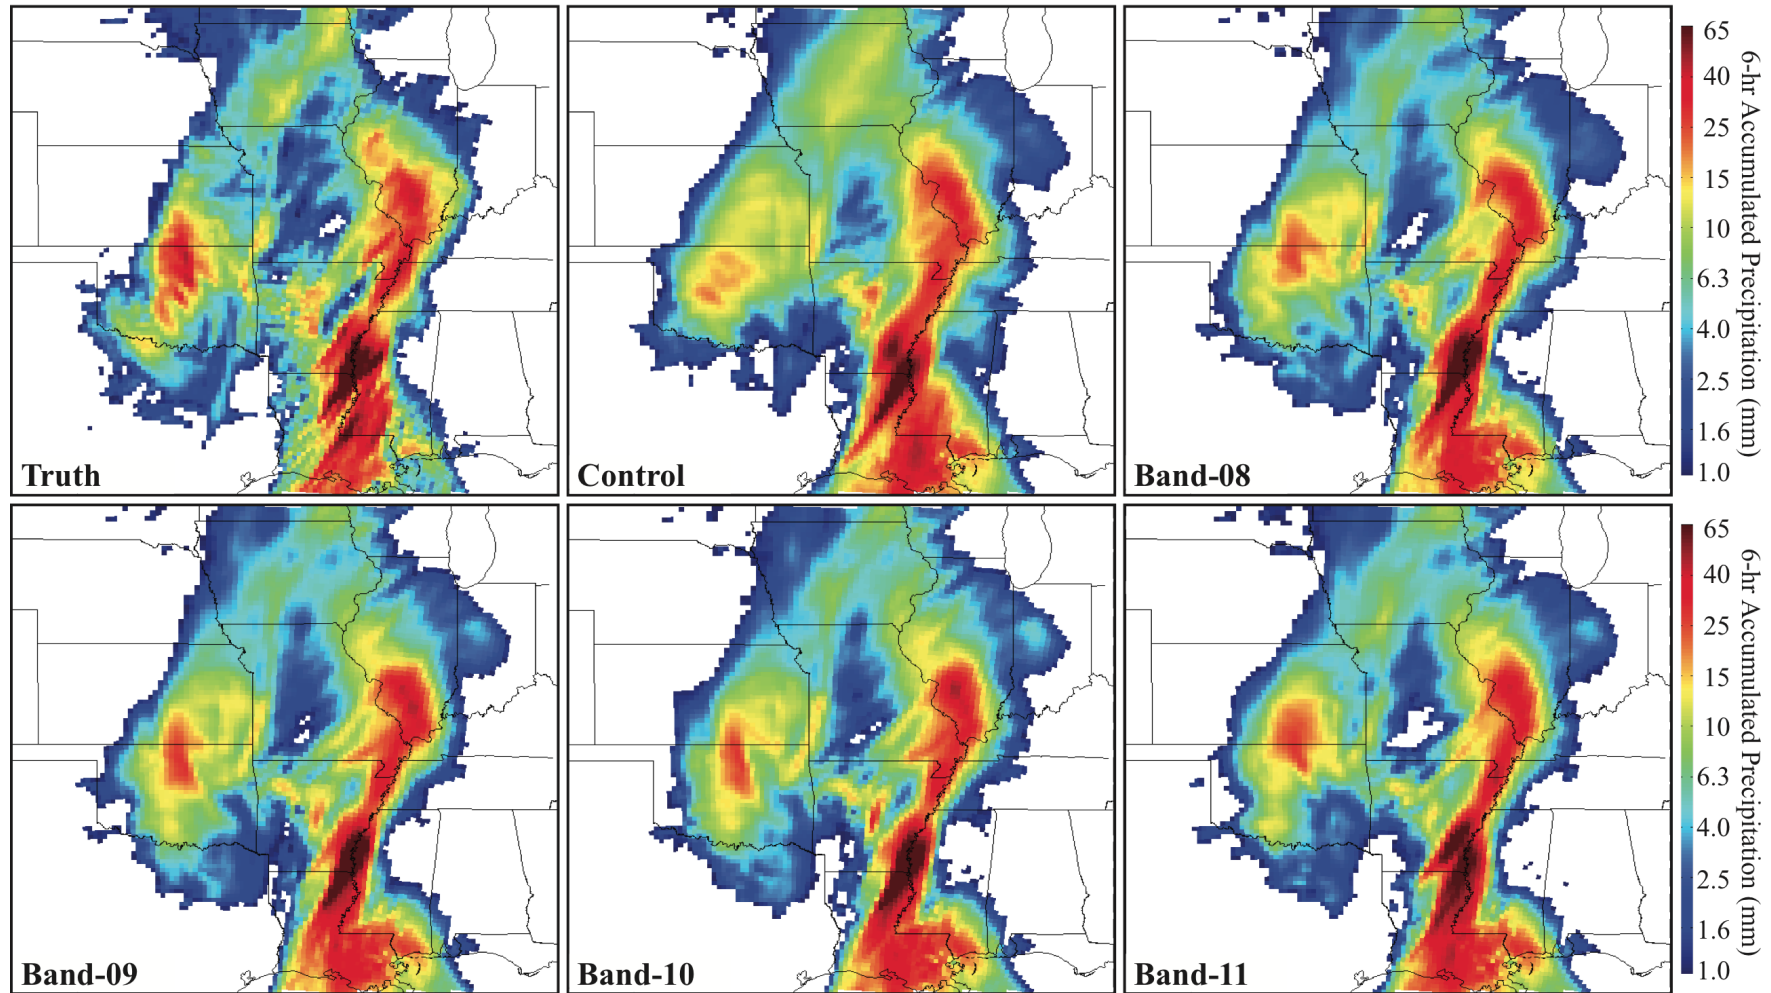 Truth
Control
Band-08
65
40
25
15
10
6.3
4.0
2.5
1.6
1.0
6-hr Accumulated Precipitation (mm)
Band-09
Band-10
Band-11
65
40
25
15
10
6.3
4.0
2.5
1.6
1.0
6-hr Accumulated Precipitation (mm)